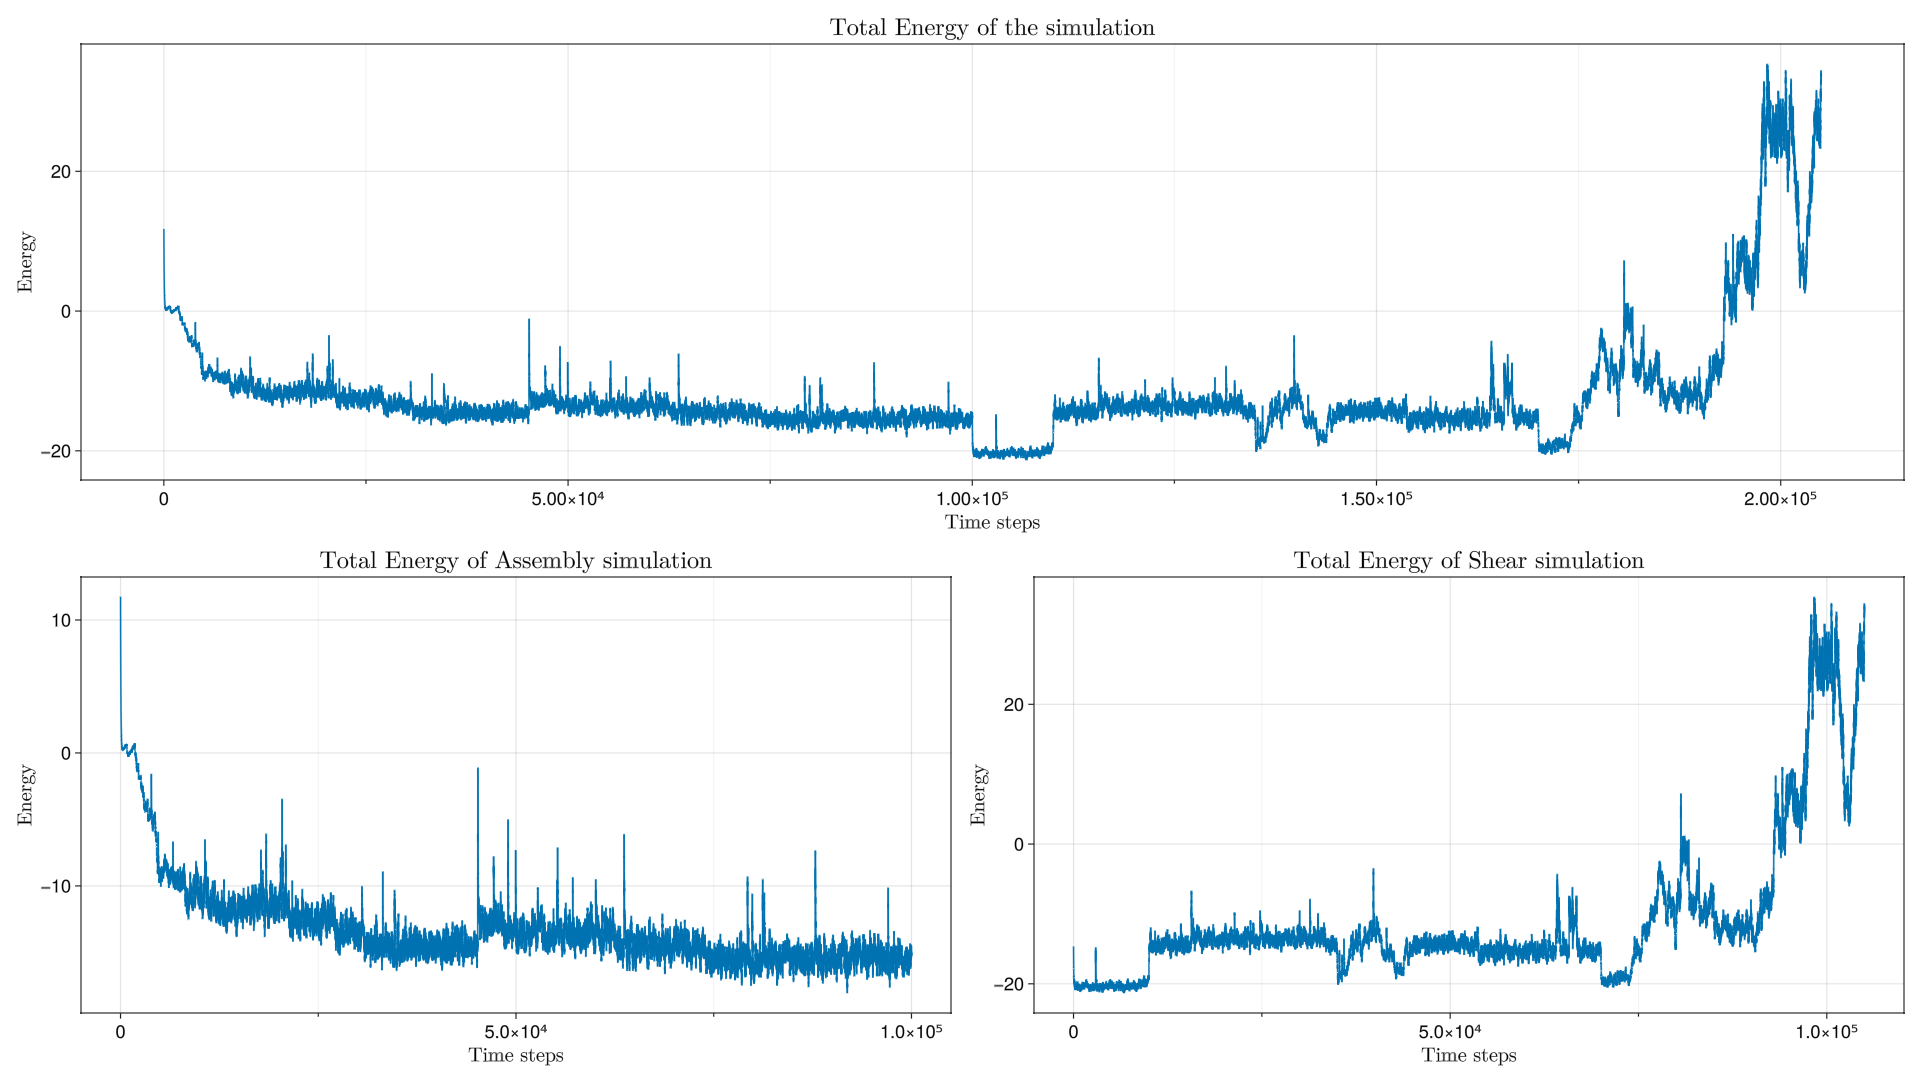 Total Energy of the simulation
Energy
20
0
−20
0
5.00×10⁴
1.00×10⁵
1.50×10⁵
2.00×10⁵
Time steps
Total Energy of Assembly simulation
Energy
10
0
−10
0
5.0×10⁴
1.0×10⁵
Time steps
Total Energy of Shear simulation
Energy
20
0
−20
0
5.0×10⁴
1.0×10⁵
Time steps